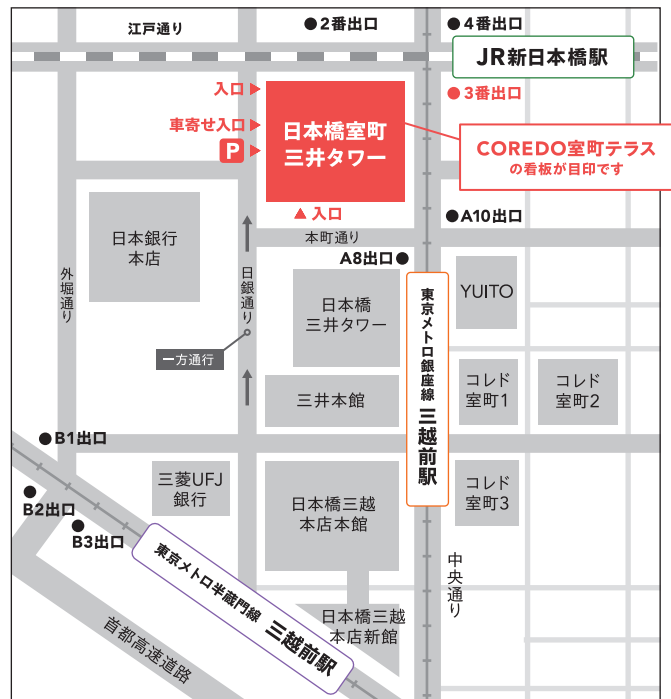 江戸通り
2番出口
4番出口
JR新日本橋駅
入口
3番出口
車寄せ入口
P
日本橋室町
三井タワー
COREDO室町テラス
の看板が目印です
入口
A10出口
本町通り
日本銀行
本店
A8出口
外堀通り
日銀通り
日本橋
三井タワー
東京メトロ銀座線 三越前駅
YUITO
一方通行
三井本館
コレド
室町1
コレド
室町2
B1出口
三菱UFJ
銀行
日本橋三越
本店本館
コレド
室町3
B2出口
B3出口
東京メトロ半蔵門線 三越前駅
中央通り
首都高速道路
日本橋三越
本店新館